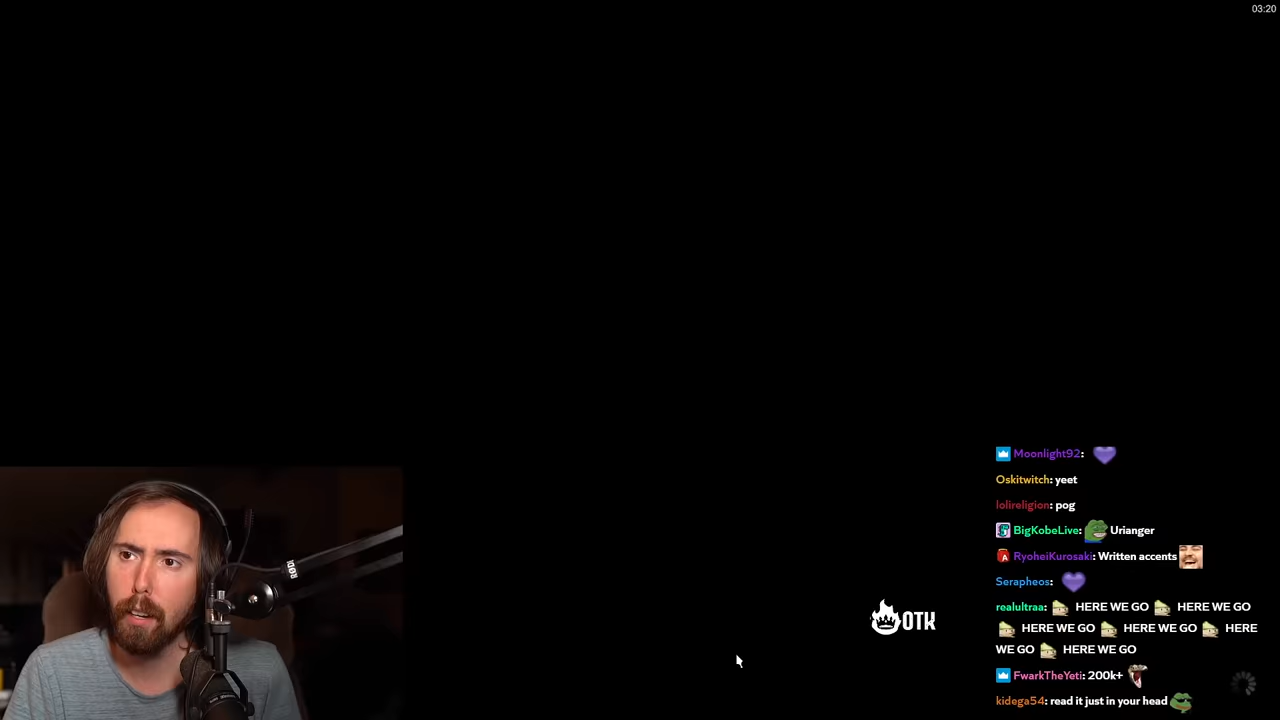 03:20
Moonlight92:
Oskitwitch: yeet
lolireligion: pog
BigKobeLive: Urianger
RyoheiKurosaki: Written accents
Serapheos:
realultraa: HERE WE GO HERE WE GO
HERE WE GO HERE WE GO HERE
WE GO HERE WE GO
FwarkTheYeti: 200k+
kidega54: read it just in your head
OTK
RØDE